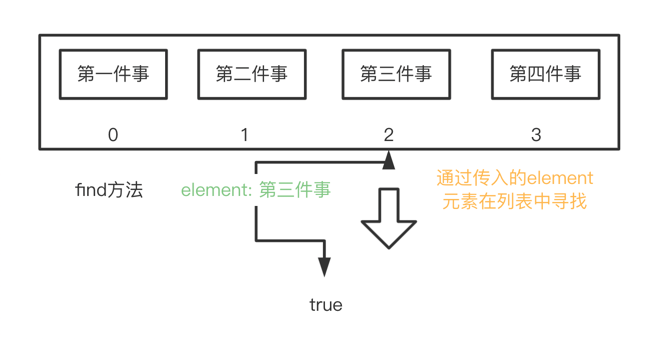 第一件事 第二件事 第三件事 第四件事
0 1 2 3
find方法 element: 第三件事 通过传入的element
元素在列表中寻找
true